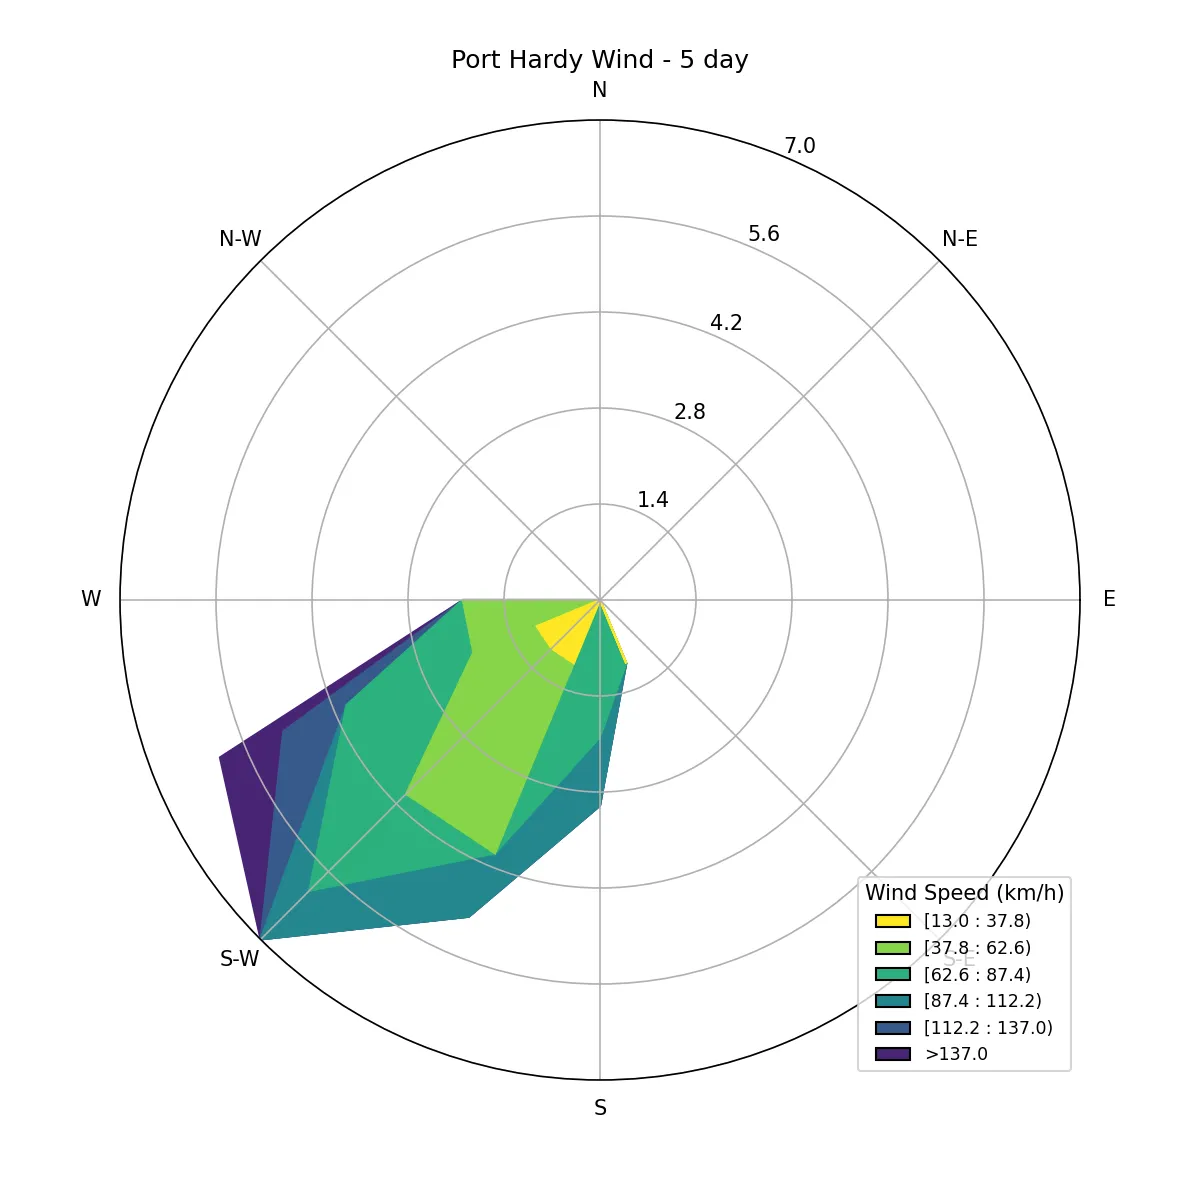 Port Hardy Wind - 5 day
N
7.0
5.6
N-W
N-E
4.2
2.8
1.4
W
E
S-W
S-E
S
Wind Speed (km/h)
[13.0 : 37.8)
[37.8 : 62.6)
[62.6 : 87.4)
[87.4 : 112.2)
[112.2 : 137.0)
>137.0